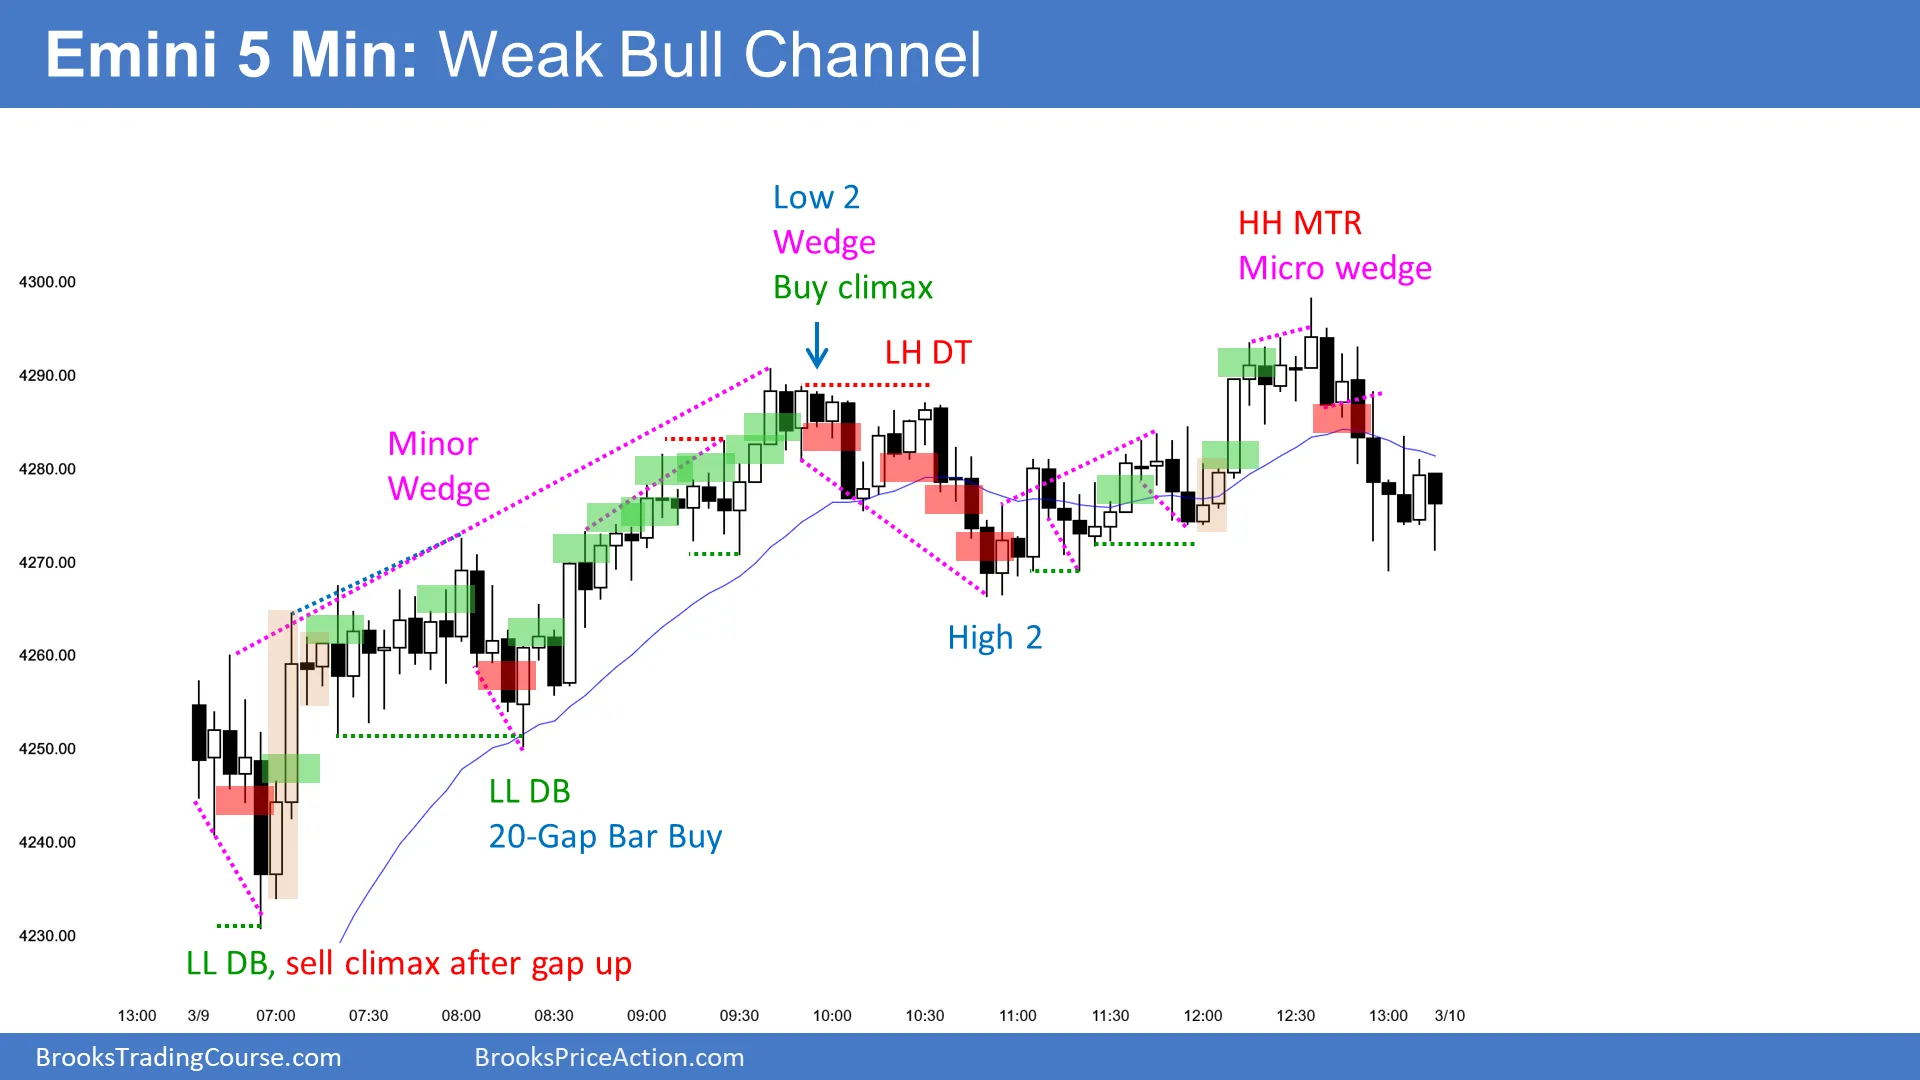 Emini 5 Min: Weak Bull Channel
Low 2
Wedge
Buy climax
HH MTR
Micro wedge
LH DT
Minor
Wedge
High 2
LL DB
20-Gap Bar Buy
LL DB, sell climax after gap up
4300.00
4290.00
4280.00
4270.00
4260.00
4250.00
4240.00
4230.00
13:00 3/9 07:00 07:30 08:00 08:30 09:00 09:30 10:00 10:30 11:00 11:30 12:00 12:30 13:00 3/10
BrooksTradingCourse.com BrooksPriceAction.com